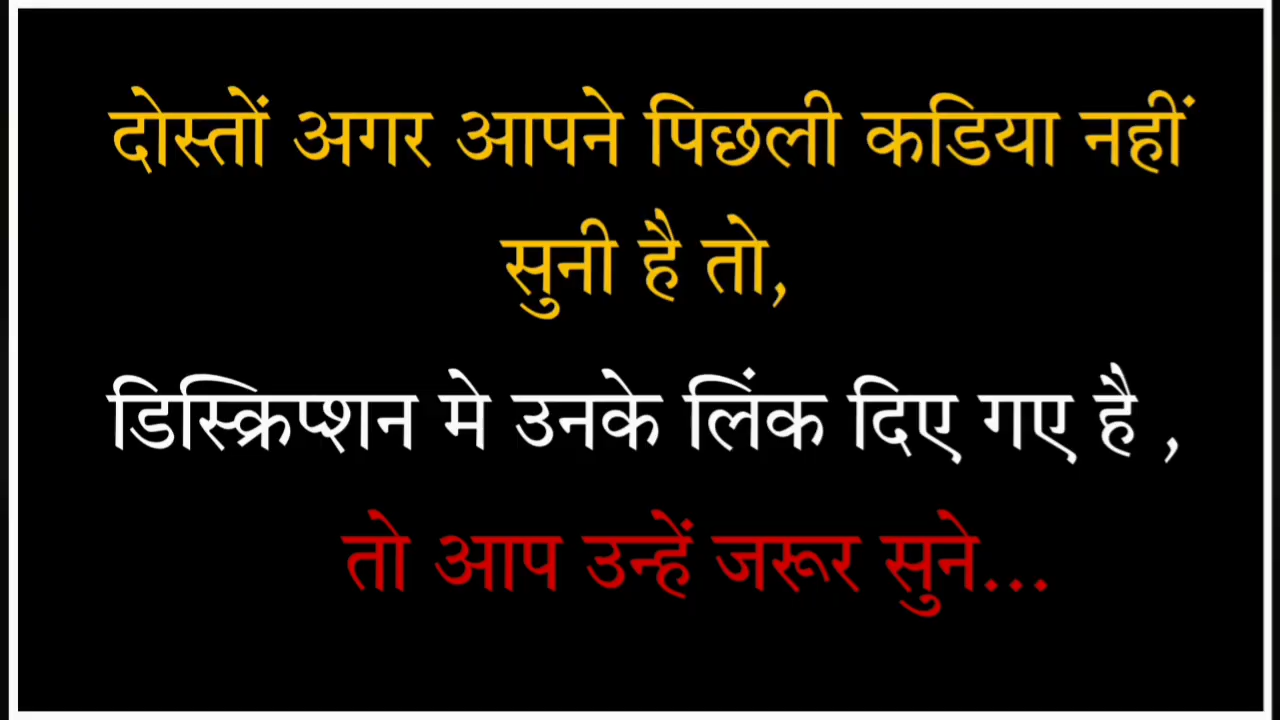 दोस्तों अगर आपने पिछली कडिया नहीं
सुनी है तो,
डिस्क्रिप्शन मे उनके लिंक दिए गए है ,
तो आप उन्हें जरूर सुने...